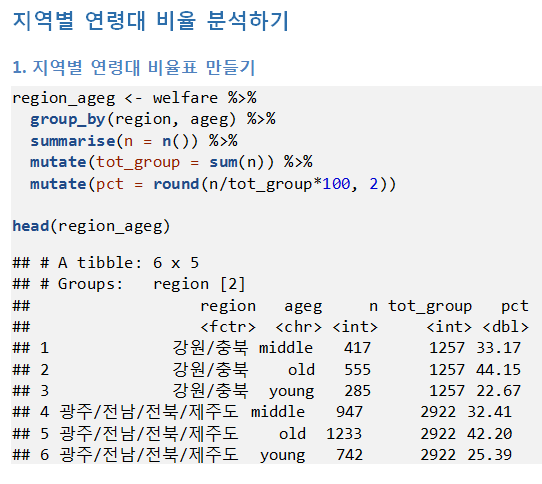 지역별 연령대 비율 분석하기
1. 지역별 연령대 비율표 만들기
region_ageg <- welfare %>%
  group_by(region, ageg) %>%
  summarise(n = n()) %>%
  mutate(tot_group = sum(n)) %>%
  mutate(pct = round(n/tot_group*100, 2))
head(region_ageg)
## # A tibble: 6 x 5
## # Groups:   region [2]
##                  region   ageg     n tot_group   pct
##                  <fctr>  <chr> <int>     <int> <dbl>
## 1               강원/충북 middle   417      1257 33.17
## 2               강원/충북    old   555      1257 44.15
## 3               강원/충북  young   285      1257 22.67
## 4 광주/전남/전북/제주도 middle   947      2922 32.41
## 5 광주/전남/전북/제주도    old  1233      2922 42.20
## 6 광주/전남/전북/제주도  young   742      2922 25.39